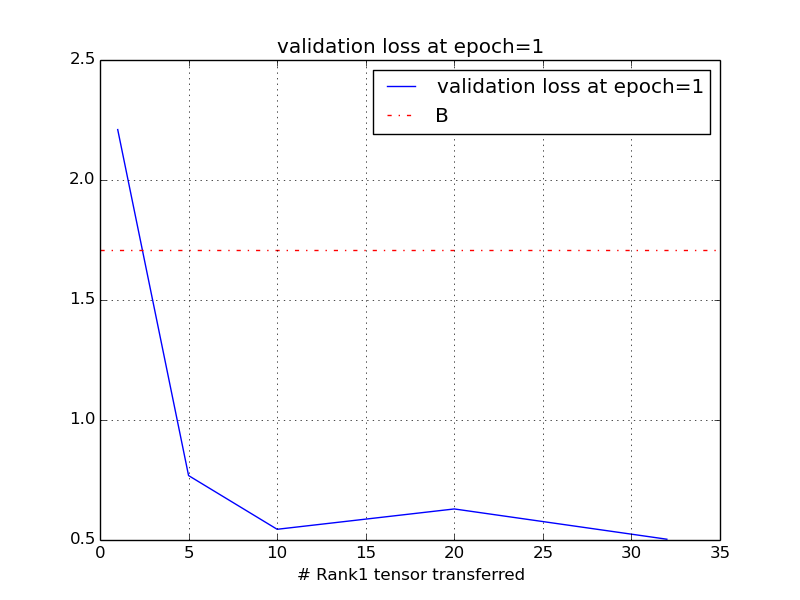 validation loss at epoch=1
validation loss at epoch=1
B
2.5
2.0
1.5
1.0
0.5
0 5 10 15 20 25 30 35
# Rank1 tensor transferred